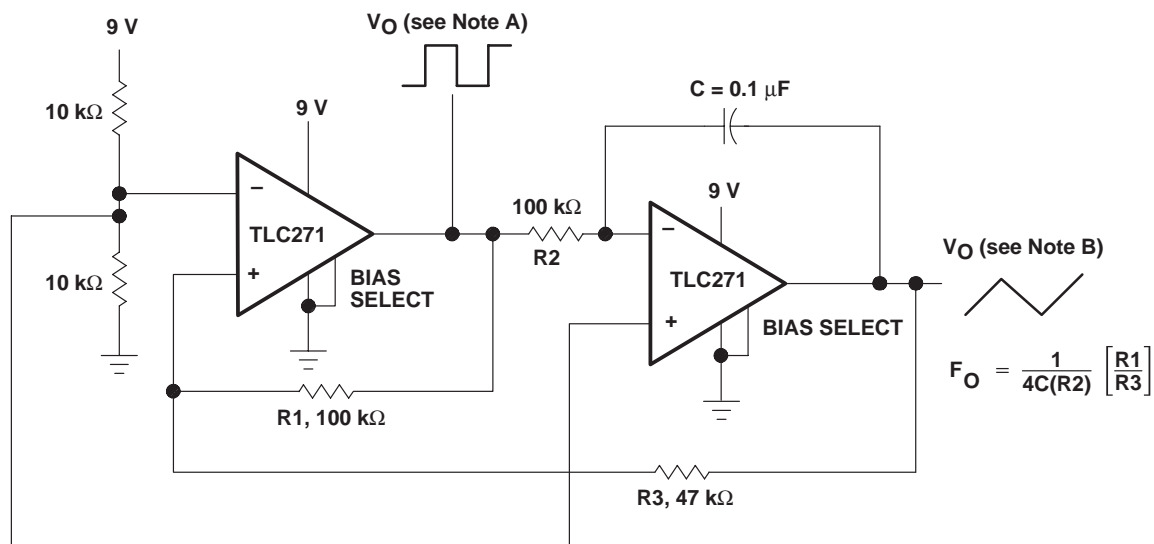 9 V
VO (see Note A)
10 kΩ
9 V
C = 0.1 μF
−
TLC271
+
10 kΩ
BIAS
SELECT
100 kΩ
R2
9 V
−
TLC271
+
BIAS SELECT
VO (see Note B)
FO = 1/4C(R2) [R1/R3]
R1, 100 kΩ
R3, 47 kΩ